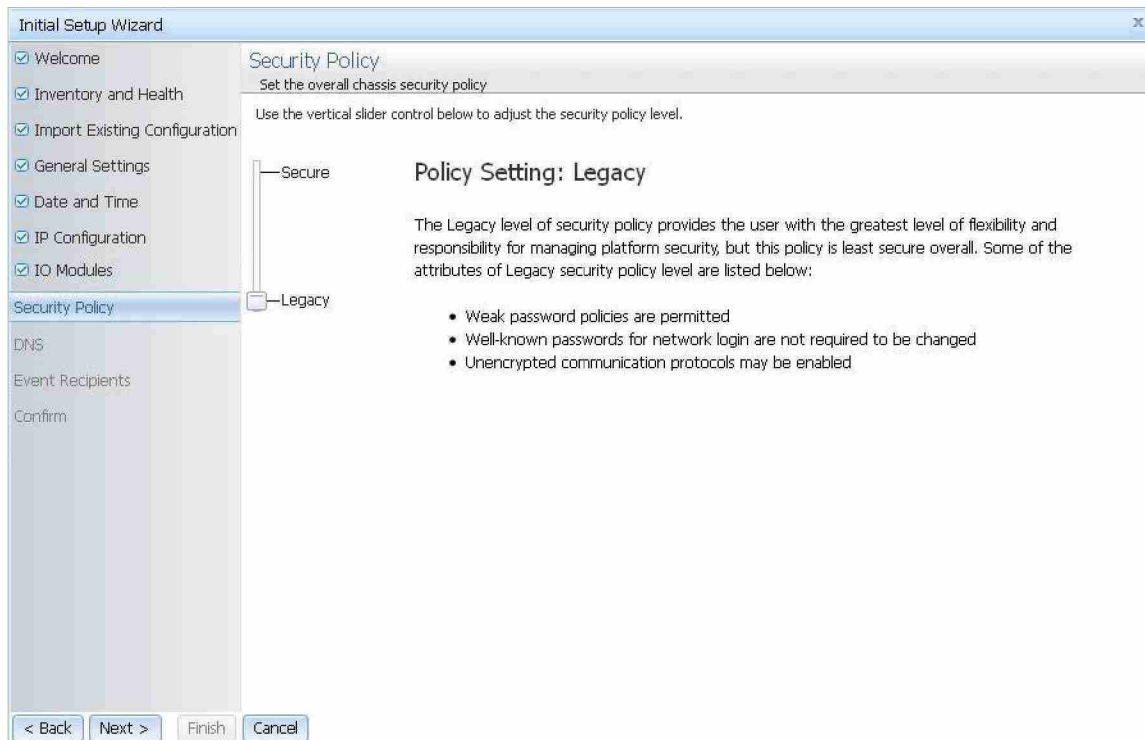 Initial Setup Wizard
x
Welcome
Inventory and Health
Import Existing Configuration
General Settings
Date and Time
IP Configuration
IO Modules
Security Policy
DNS
Event Recipients
Confirm
Security Policy
Set the overall chassis security policy
Use the vertical slider control below to adjust the security policy level.
Secure
Legacy
Policy Setting: Legacy
The Legacy level of security policy provides the user with the greatest level of flexibility and
responsibility for managing platform security, but this policy is least secure overall. Some of the
attributes of Legacy security policy level are listed below:
• Weak password policies are permitted
• Well-known passwords for network login are not required to be changed
• Unencrypted communication protocols may be enabled
< Back
Next >
Finish
Cancel